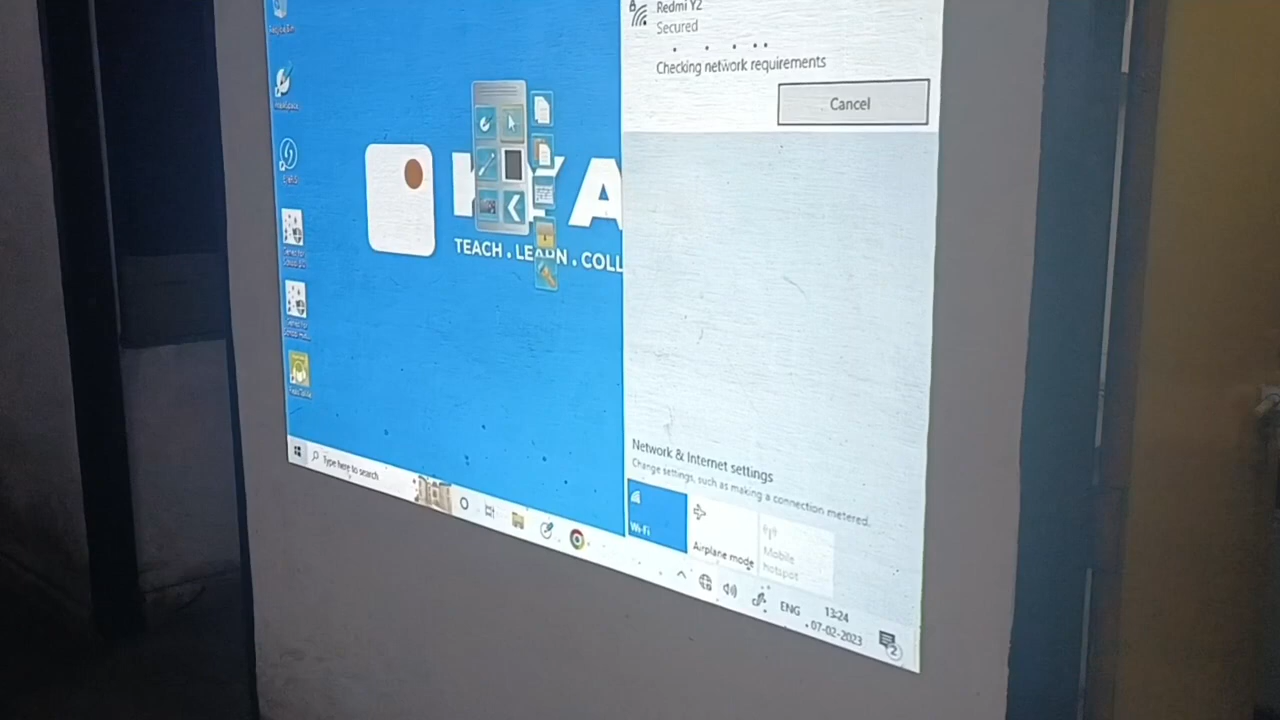 Redmi Y2
Secured
Checking network requirements
Cancel
TEACH . LEARN . COLL
Network & Internet settings
Change settings, such as making a connection metered.
Wi-Fi
Airplane mode
Mobile
hotspot
Type here to search
ENG
13:24
07-02-2023
2